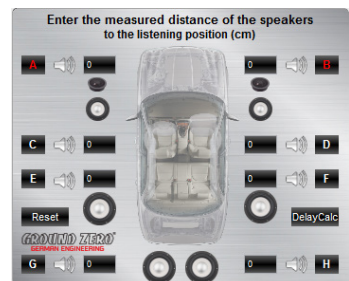 Enter the measured distance of the speakers
to the listening position (cm)
A 0 0 B
C 0 0 D
E 0 0 F
Reset DelayCalc
GROUND ZERO
GERMAN ENGINEERING
G 0 0 H